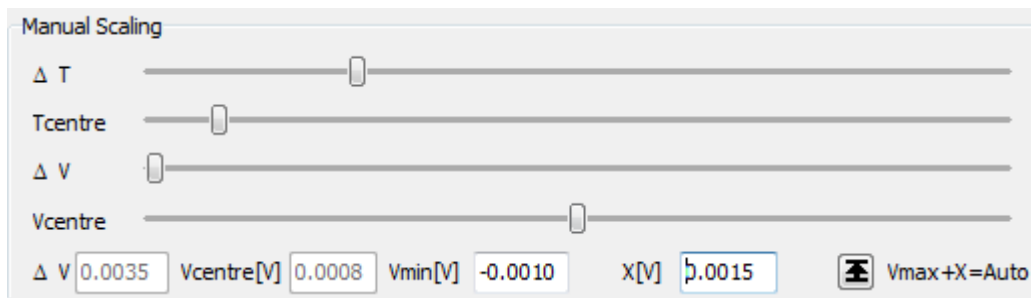 Manual Scaling
Δ T
Tcentre
Δ V
Vcentre
Δ V 0.0035 Vcentre[V] 0.0008 Vmin[V] -0.0010 X[V] 0.0015 Vmax+X=Auto